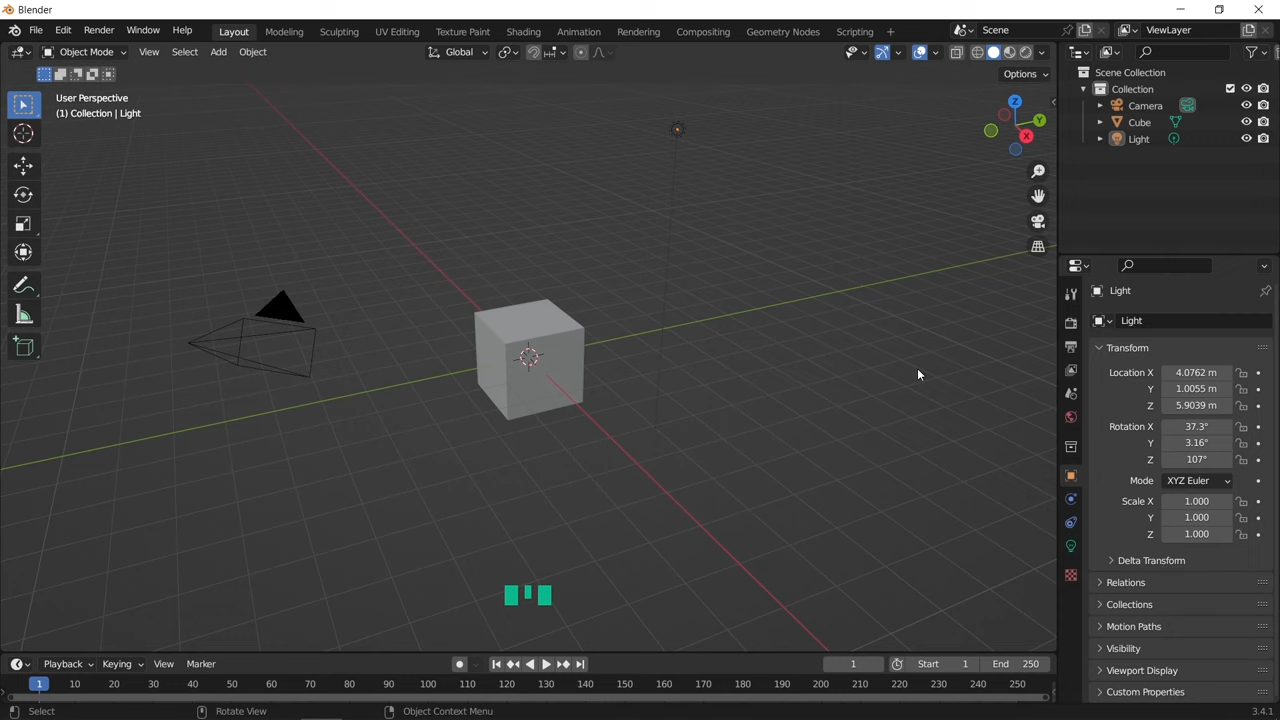 Blender
File Edit Render Window Help Layout Modeling Sculpting UV Editing Texture Paint Shading Animation Rendering Compositing Geometry Nodes Scripting + Scene ViewLayer
Object Mode View Select Add Object Global
Options
User Perspective
(1) Collection | Light
Z
Y
X
Scene Collection
Collection
Camera
Cube
Light
Light
Light
Transform
Location X 4.0762 m
Y 1.0055 m
Z 5.9039 m
Rotation X 37.3°
Y 3.16°
Z 107°
Mode XYZ Euler
Scale X 1.000
Y 1.000
Z 1.000
Delta Transform
Relations
Collections
Motion Paths
Visibility
Viewport Display
Custom Properties
Playback Keying View Marker 1 Start 1 End 250
1 10 20 30 40 50 60 70 80 90 100 110 120 130 140 150 160 170 180 190 200 210 220 230 240 250
Select Rotate View Object Context Menu 3.4.1